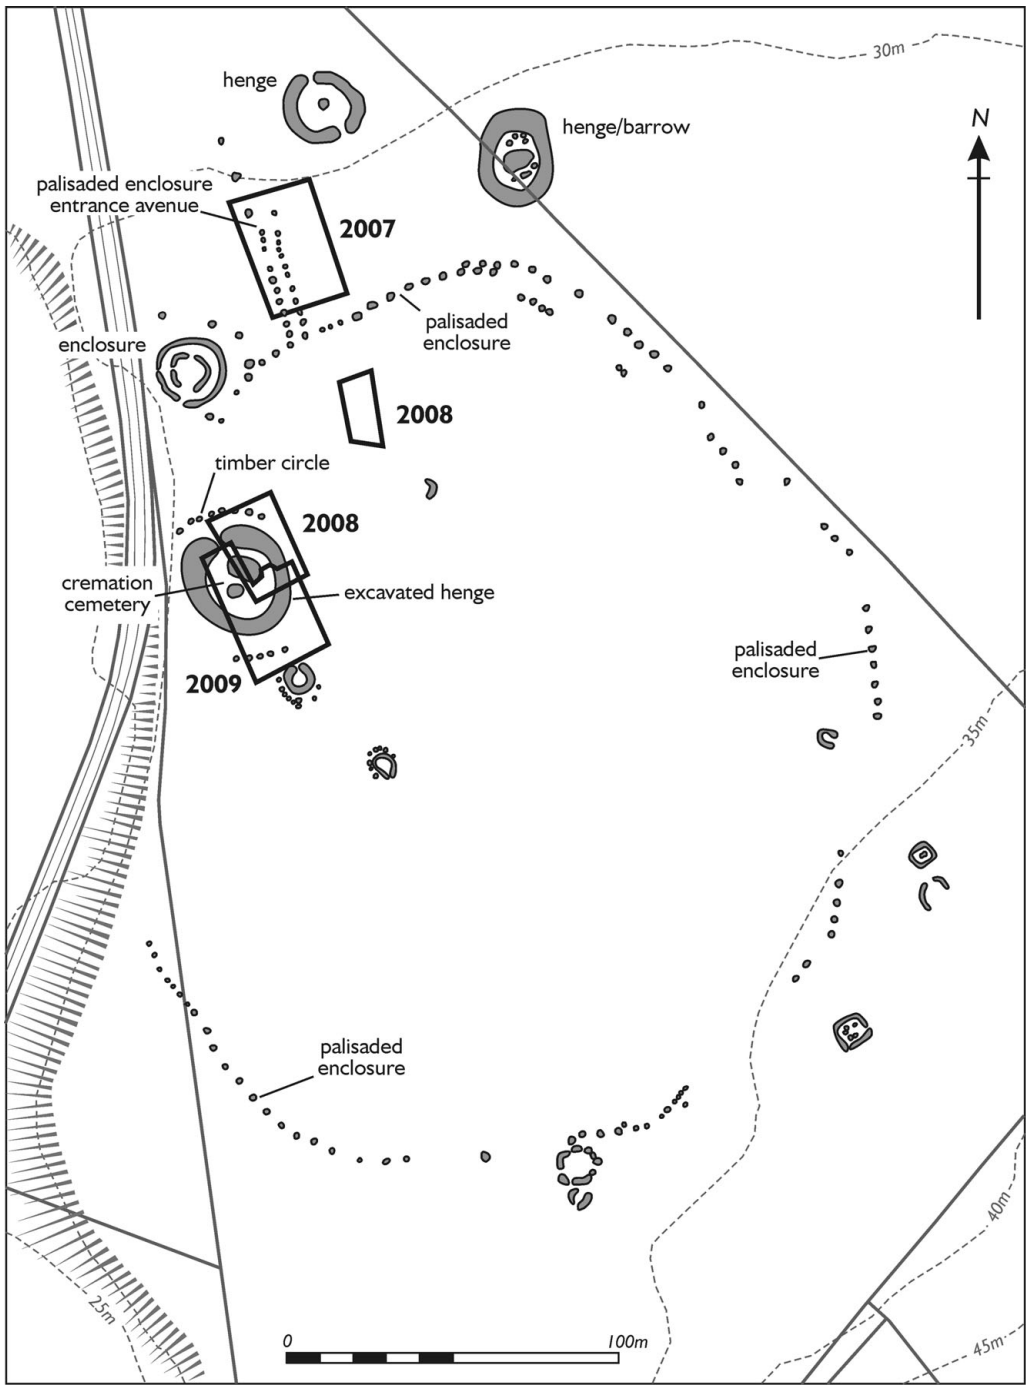 30m
henge
henge/barrow
N
palisaded enclosure
entrance avenue
2007
palisaded
enclosure
enclosure
2008
timber circle
2008
cremation
cemetery
excavated henge
palisaded
enclosure
2009
35m
palisaded
enclosure
40m
25m
0
100m
45m